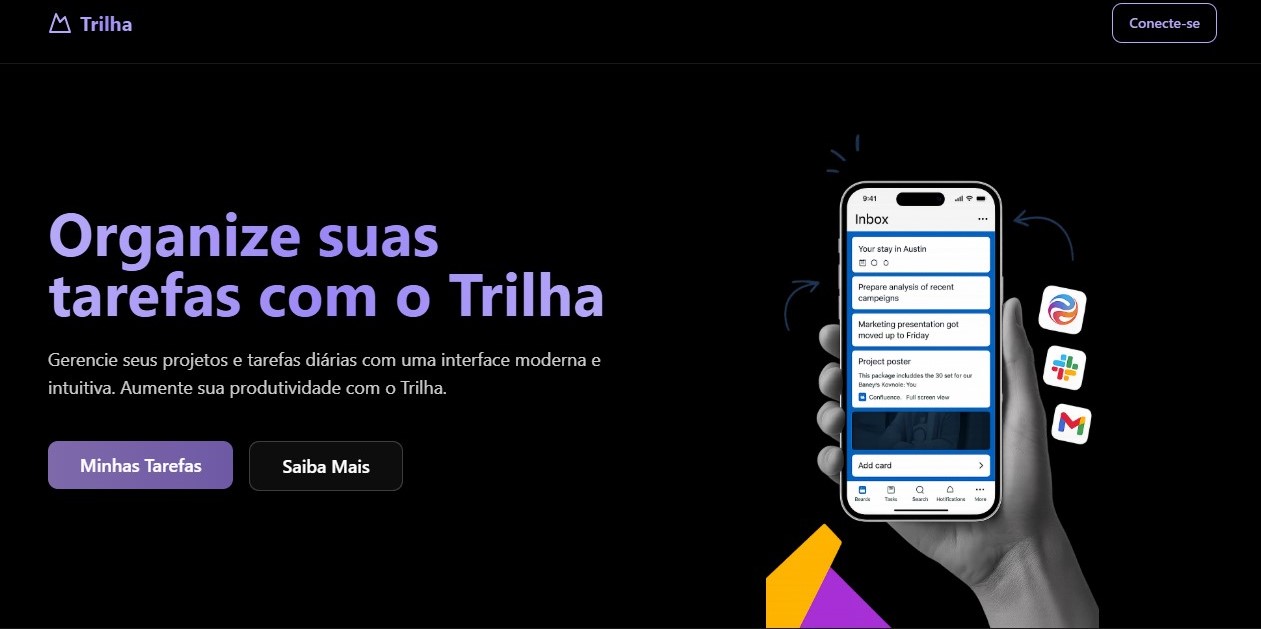 Trilha
Conecte-se
Organize suas
tarefas com o Trilha
Gerencie seus projetos e tarefas diárias com uma interface moderna e
intuitiva. Aumente sua produtividade com o Trilha.
Minhas Tarefas
Saiba Mais
9:41
Inbox
Your stay in Austin
Prepare analysis of recent
campeigns
Marketing presentation got
moved up to Friday
Project poster
This package includdes the 30 set for our
Confluence. Full screen view
Add card
Boards
Tasks
Search
Notifications
More